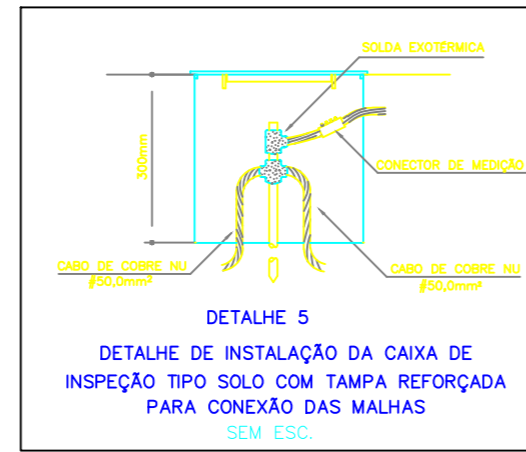 SOLDA EXOTÉRMICA
300mm
CONECTOR DE MEDIÇÃO
CABO DE COBRE NU
#50,0mm²
CABO DE COBRE NU
#50,0mm²
DETALHE 5
DETALHE DE INSTALAÇÃO DA CAIXA DE
INSPEÇÃO TIPO SOLO COM TAMPA REFORÇADA
PARA CONEXÃO DAS MALHAS
SEM ESC.